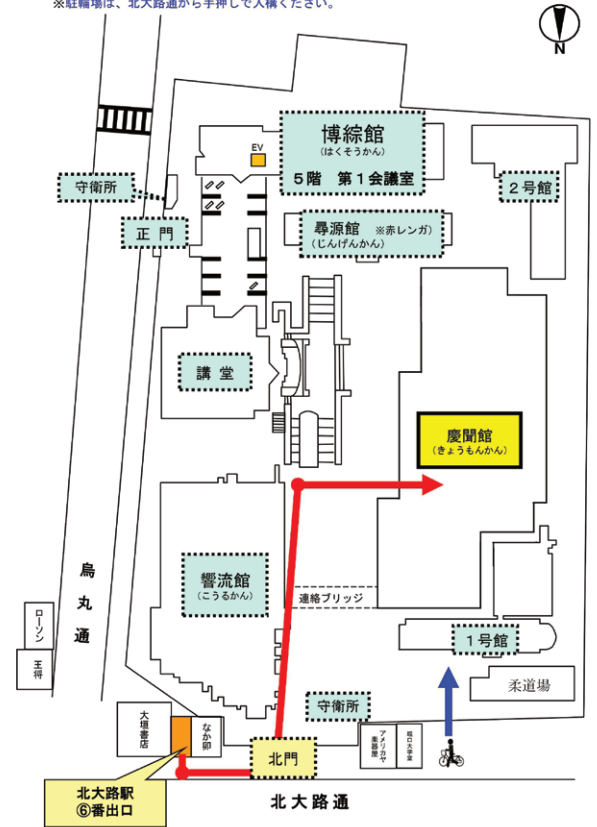 ※駐輪場は、北大路通から手押しで入構ください。
N
博綜館
(はくそうかん)
5階 第1会議室
EV
守衛所
2号館
正門
尋源館 ※赤レンガ)
(じんげんかん)
講堂
慶聞館
(きょうもんかん)
響流館
(こうるかん)
連絡ブリッジ
烏丸通
ローソン
王将
1号館
柔道場
守衛所
大垣書店
なか卯
アメリカヤ
楽器屋
北門
北大路駅
⑥番出口
北大路通